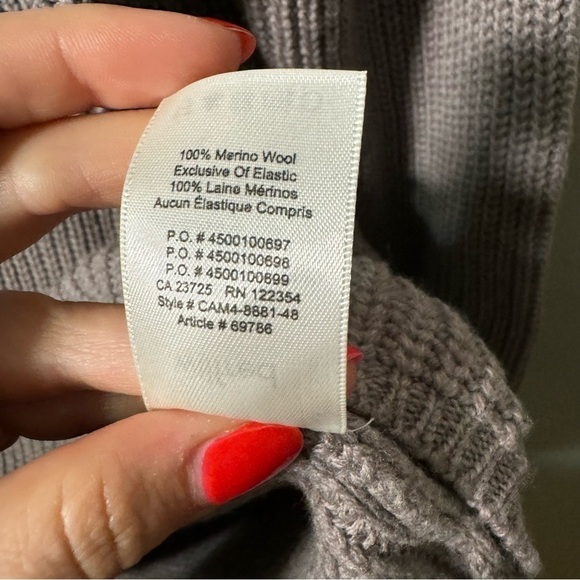 100% Merino Wool
Exclusive Of Elastic
100% Laine Mérinos
Aucun Élastique Compris
P.O. # 4500100697
P.O. # 4500100698
P.O. # 4500100699
CA 23725 RN 122354
Style # CAM4-8881-48
Article # 69786